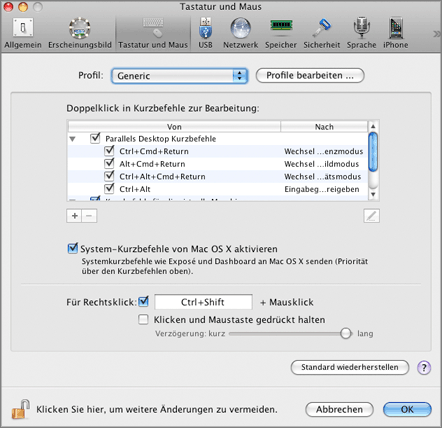 Tastatur und Maus
Allgemein Erscheinungsbild Tastatur und Maus USB Netzwerk Speicher Sicherheit Sprache iPhone
Profil: Generic Profile bearbeiten ...
Doppelklick in Kurzbefehle zur Bearbeitung:
Von Nach
Parallels Desktop Kurzbefehle
Ctrl+Cmd+Return Wechsel ...enzmodus
Alt+Cmd+Return Wechsel ...ildmodus
Ctrl+Alt+Cmd+Return Wechsel ...ätsmodus
Ctrl+Alt Eingabeg...reigeben
System-Kurzbefehle von Mac OS X aktivieren
Systemkurzbefehle wie Exposé und Dashboard an Mac OS X senden (Priorität
über den Kurzbefehlen oben).
Für Rechtsklick: Ctrl+Shift + Mausklick
Klicken und Maustaste gedrückt halten
Verzögerung: kurz lang
Standard wiederherstellen ?
Klicken Sie hier, um weitere Änderungen zu vermeiden. Abbrechen OK